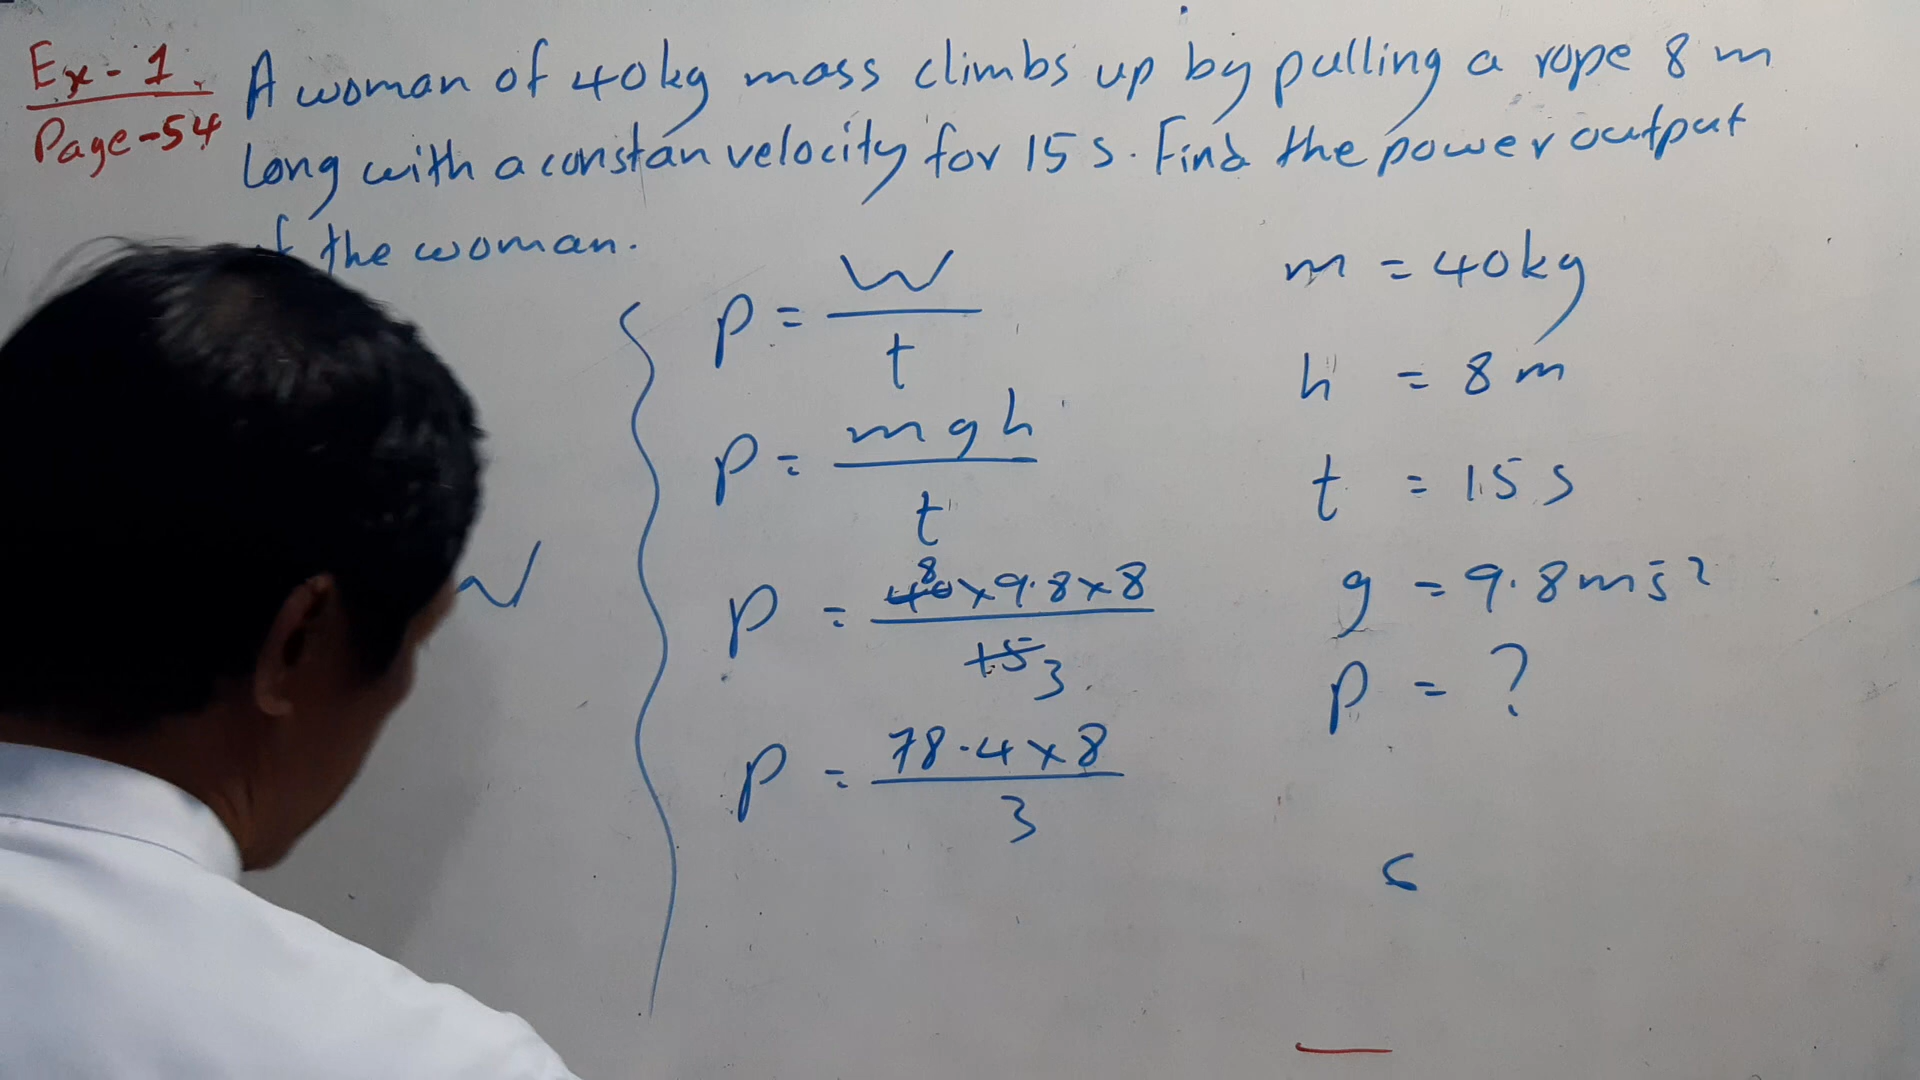 Ex-1.
Page-54
A woman of 40kg mass climbs up by pulling a rope 8 m
long with a constan velocity for 15 s. Find the power output
the woman.
P = W / t
P = mgh / t
P = 40 8 × 9.8 × 8 / 15 3
P = 78.4 × 8 / 3
m = 40kg
h = 8 m
t = 15 s
g = 9.8 ms⁻²
P = ?